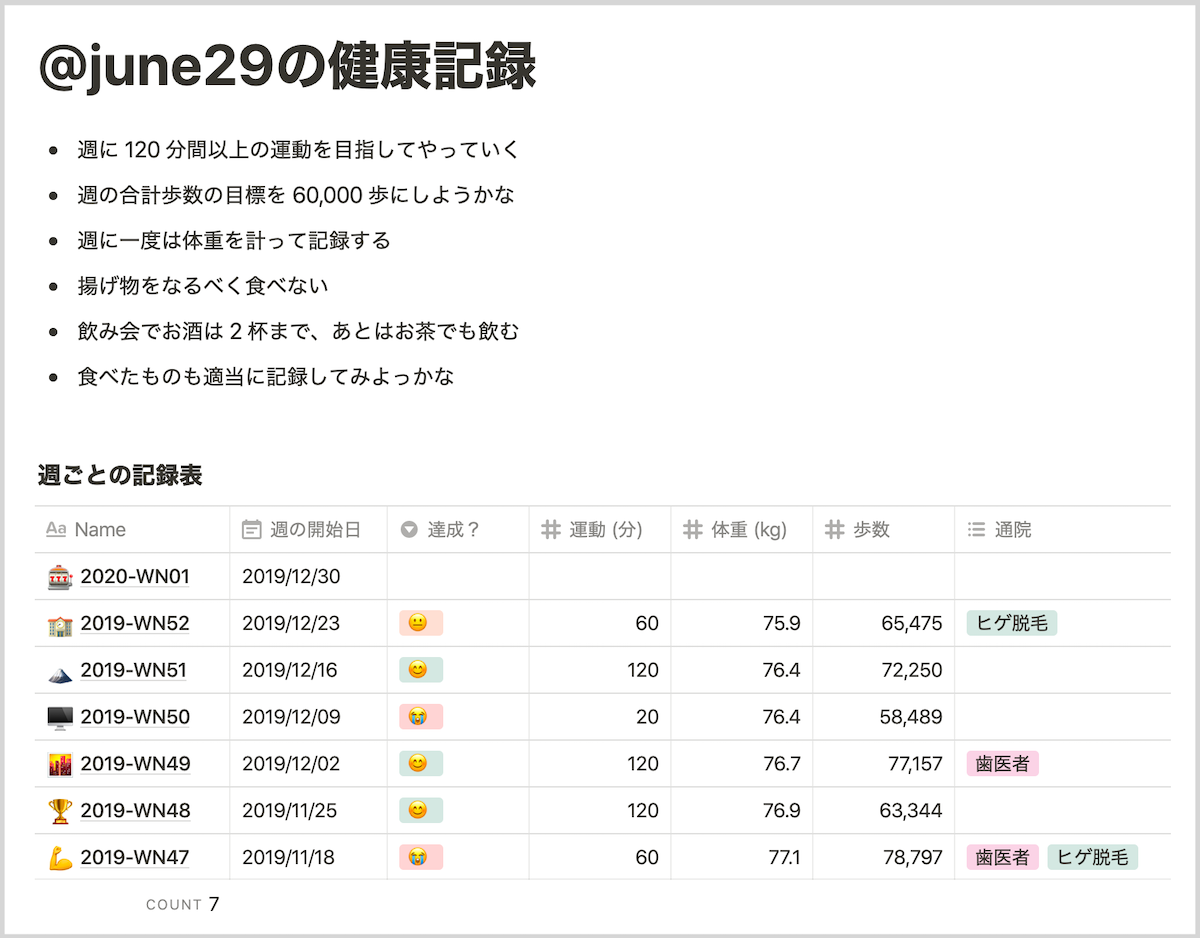 @june29の健康記録
• 週に 120 分間以上の運動を目指してやっていく
• 週の合計歩数の目標を 60,000 歩にしようかな
• 週に一度は体重を計って記録する
• 揚げ物をなるべく食べない
• 飲み会でお酒は 2 杯まで、あとはお茶でも飲む
• 食べたものも適当に記録してみよっかな
週ごとの記録表
Aa Name 週の開始日 達成？ 運動 (分) 体重 (kg) 歩数 通院
2020-WN01 2019/12/30
2019-WN52 2019/12/23 😐 60 75.9 65,475 ヒゲ脱毛
2019-WN51 2019/12/16 😊 120 76.4 72,250
2019-WN50 2019/12/09 😭 20 76.4 58,489
2019-WN49 2019/12/02 😊 120 76.7 77,157 歯医者
2019-WN48 2019/11/25 😊 120 76.9 63,344
2019-WN47 2019/11/18 😭 60 77.1 78,797 歯医者 ヒゲ脱毛
COUNT 7